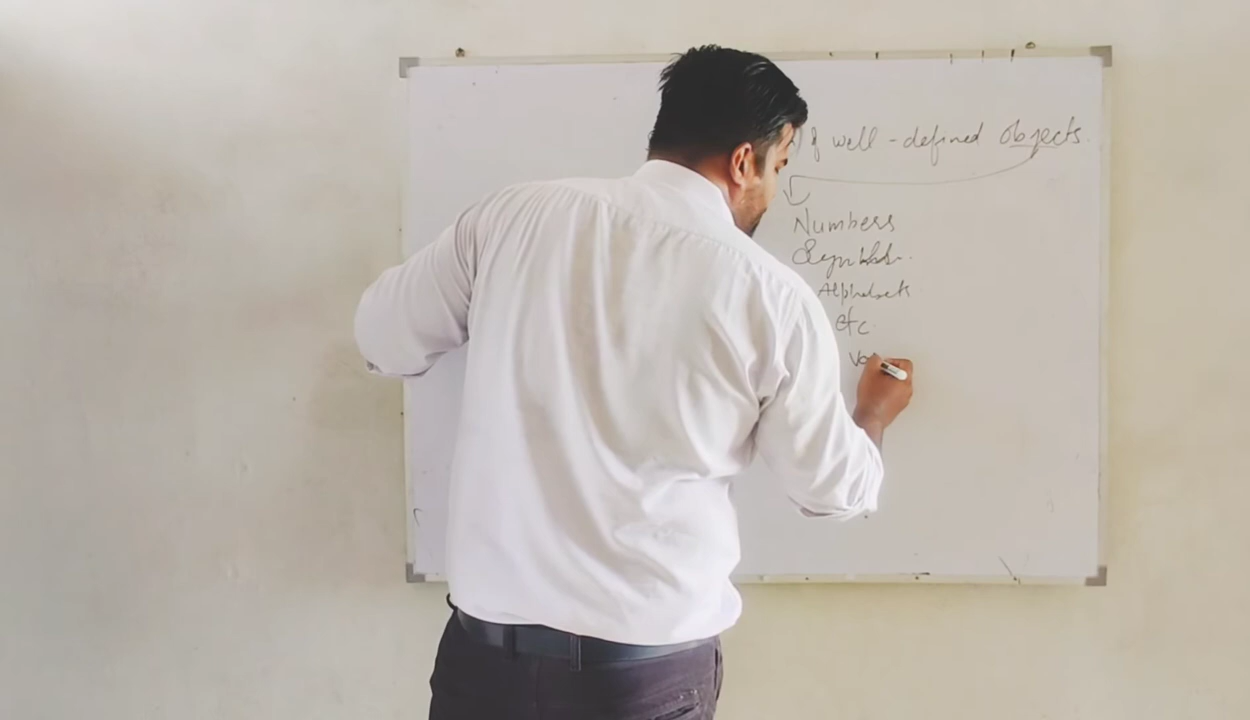 of well-defined objects.
Numbers
Symbols.
Alphabets
etc.